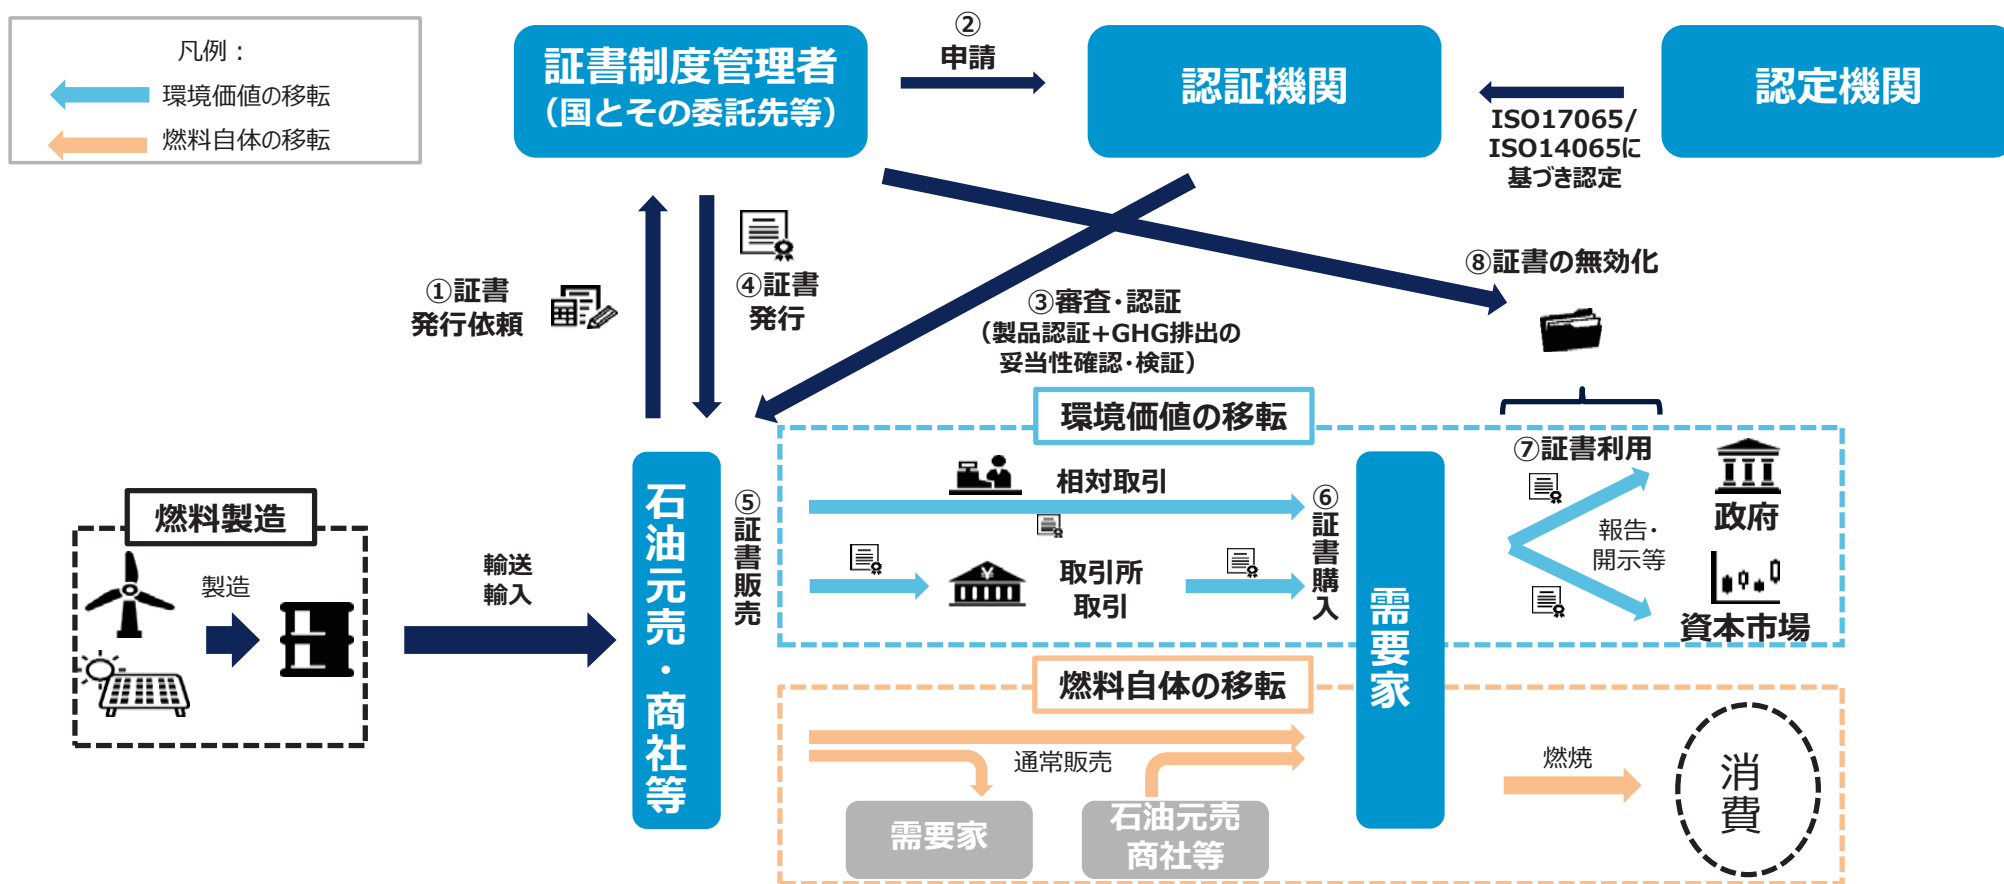 凡例：
環境価値の移転
燃料自体の移転
証書制度管理者
（国とその委託先等）
②
申請
認証機関
認定機関
ISO17065/
ISO14065に
基づき認定
①証書
発行依頼
④証書
発行
③審査・認証
（製品認証+GHG排出の
妥当性確認・検証）
⑧証書の無効化
燃料製造
製造
輸送
輸入
石油元売・商社等
⑤証書販売
環境価値の移転
相対取引
取引所
取引
¥
⑥証書購入
需要家
⑦証書利用
政府
報告・
開示等
資本市場
燃料自体の移転
通常販売
需要家
石油元売
商社等
燃焼
消費